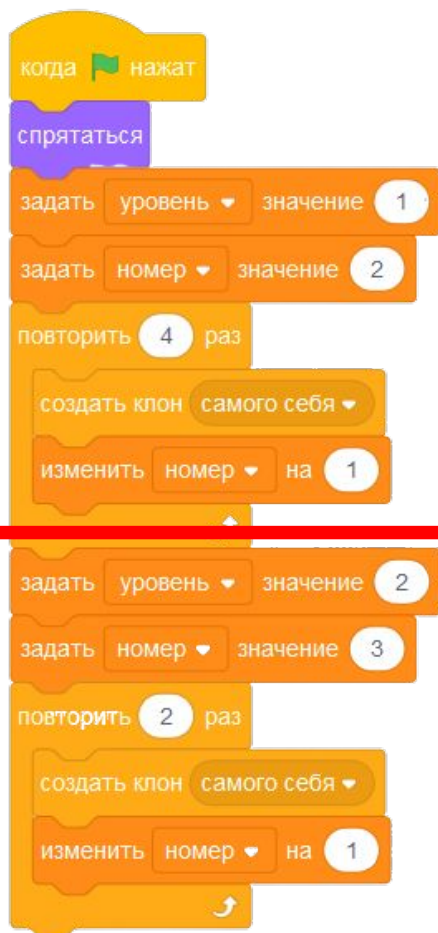 когда нажат
спрятаться
задать уровень значение 1
задать номер значение 2
повторить 4 раз
создать клон самого себя
изменить номер на 1
задать уровень значение 2
задать номер значение 3
повторить 2 раз
создать клон самого себя
изменить номер на 1